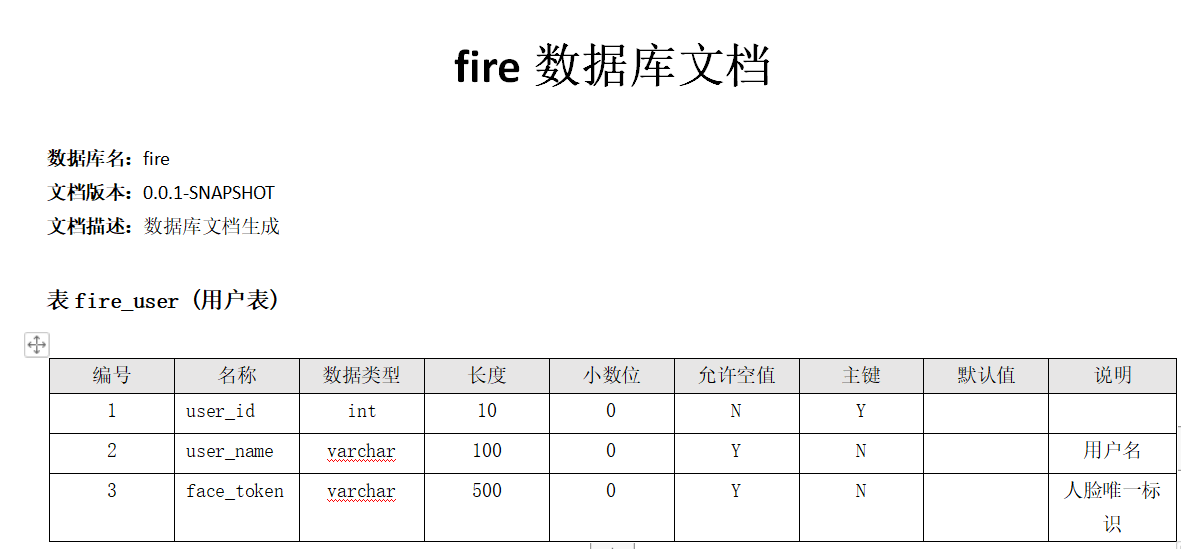 fire 数据库文档
数据库名：fire
文档版本：0.0.1-SNAPSHOT
文档描述：数据库文档生成
表 fire_user (用户表)
编号 名称 数据类型 长度 小数位 允许空值 主键 默认值 说明
1 user_id int 10 0 N Y
2 user_name varchar 100 0 Y N 用户名
3 face_token varchar 500 0 Y N 人脸唯一标
识